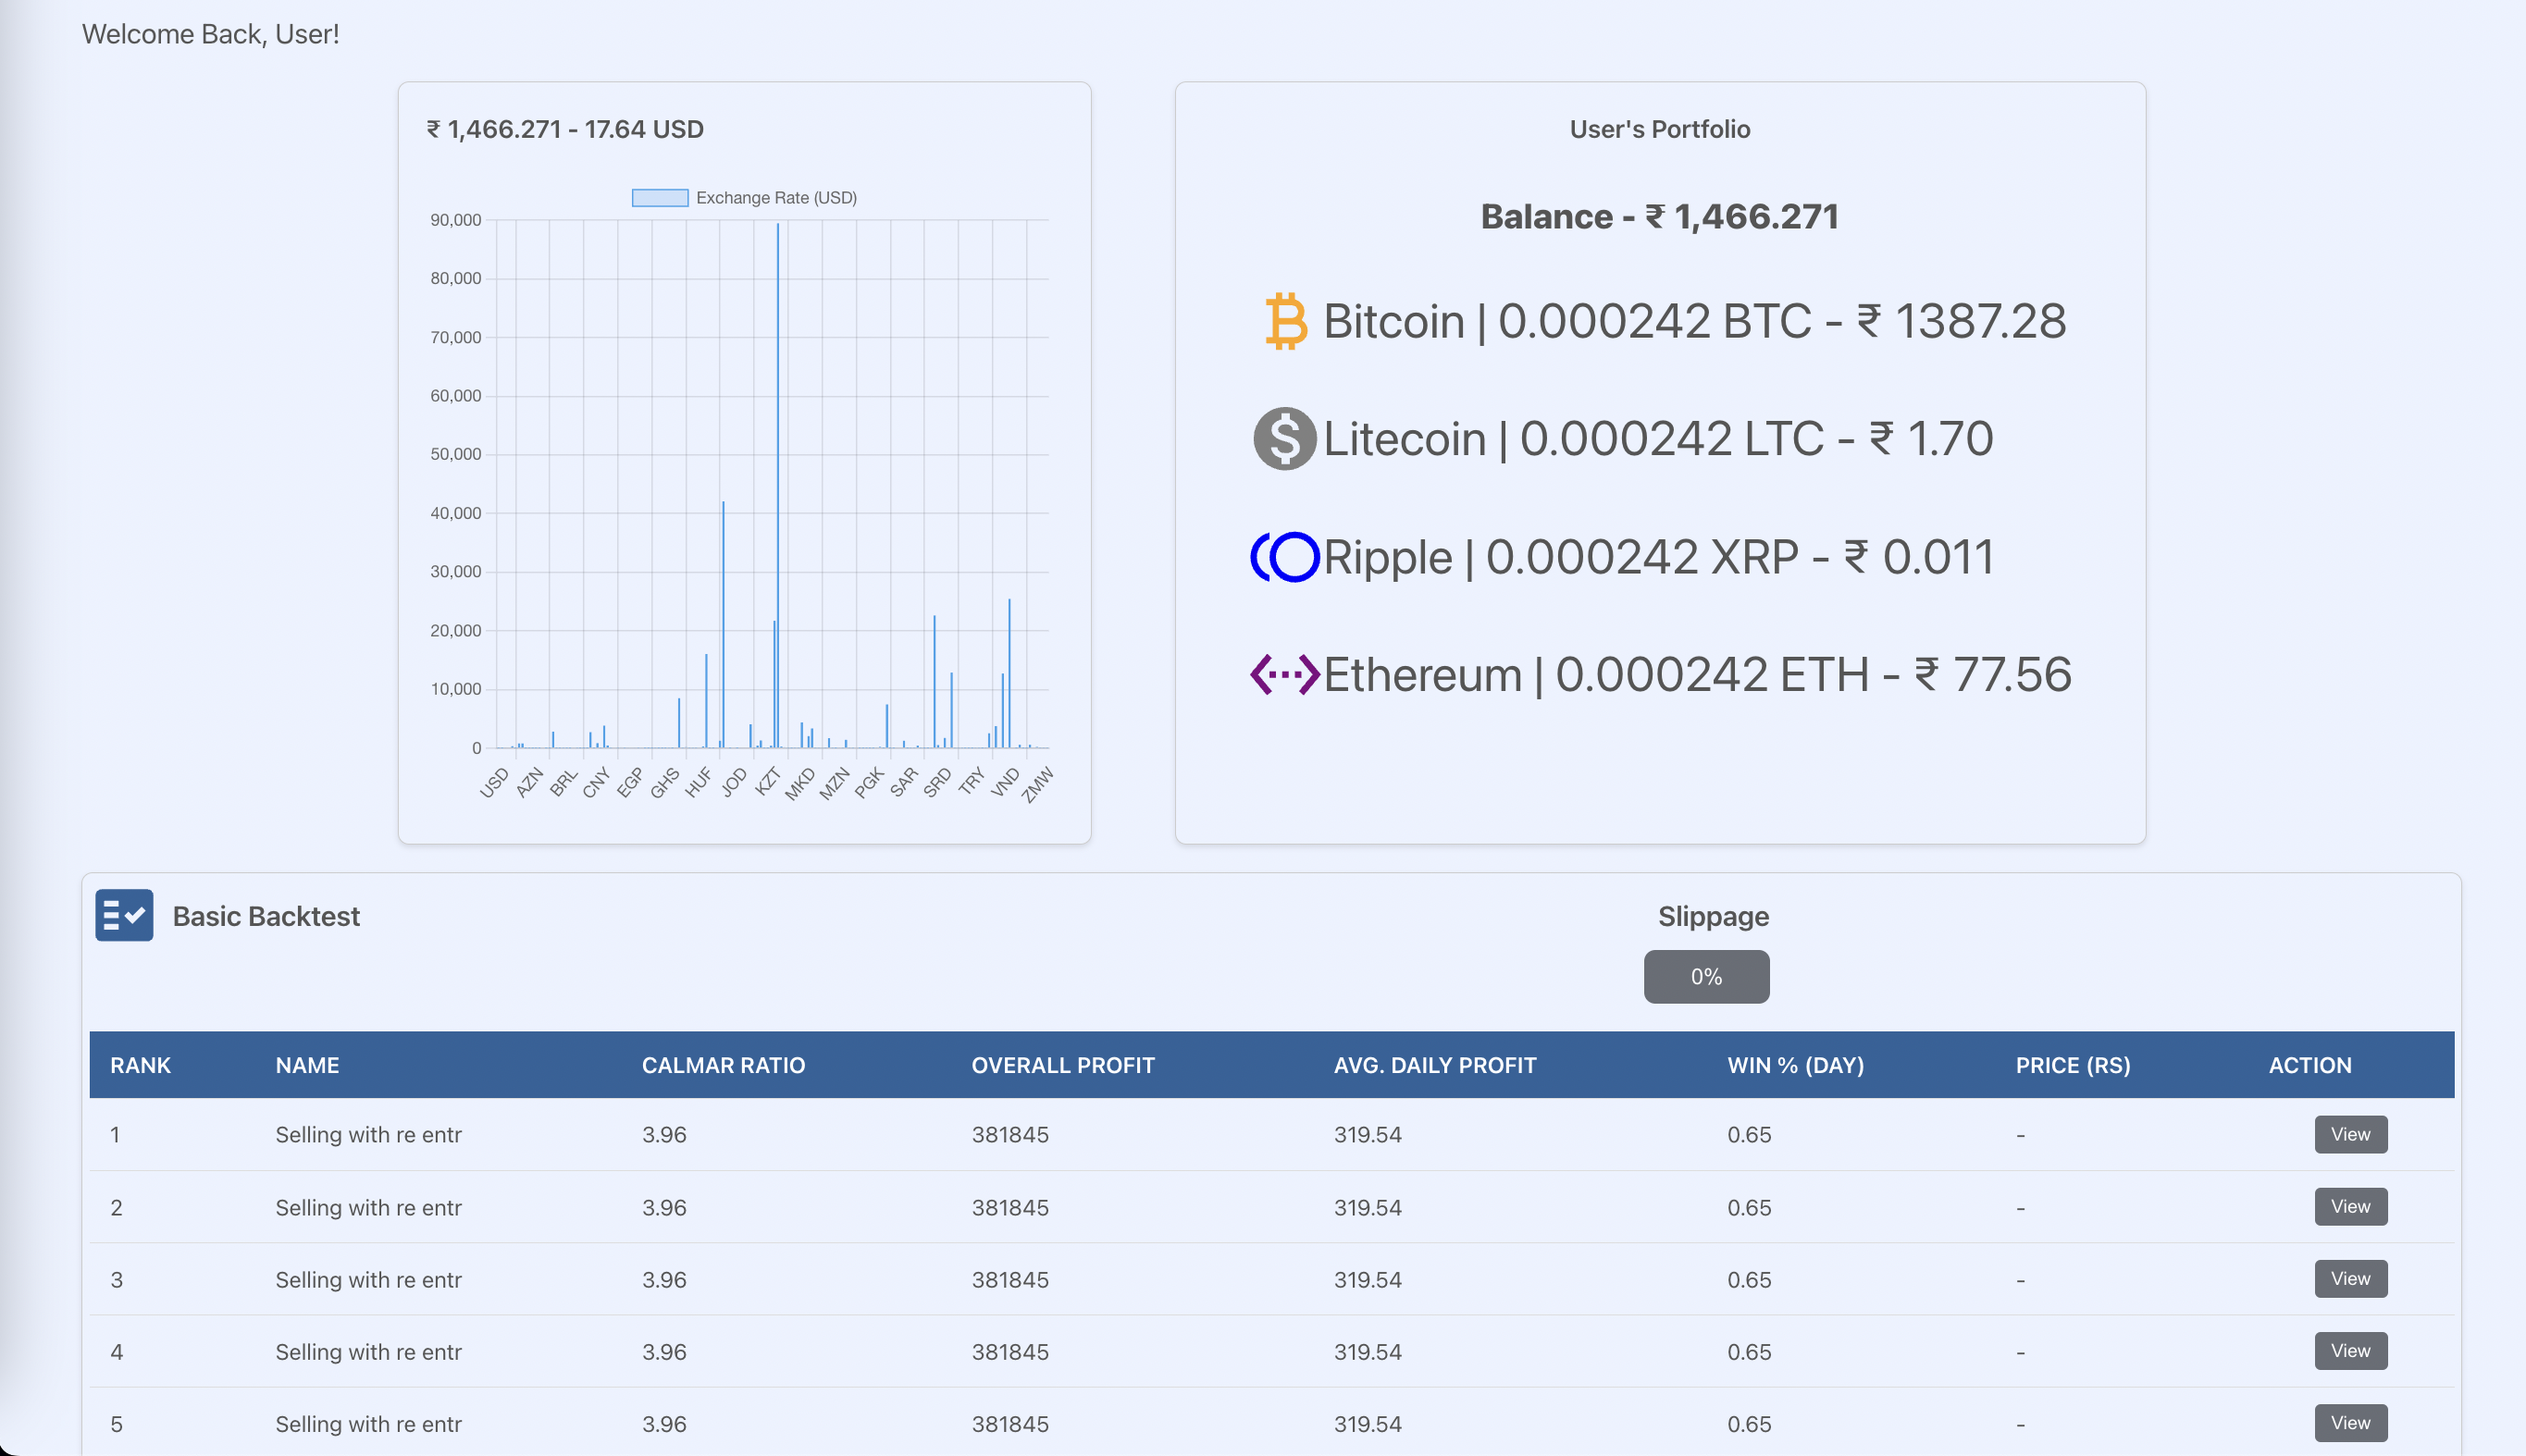 Welcome Back, User!
₹ 1,466.271 - 17.64 USD
Exchange Rate (USD)
90,000
80,000
70,000
60,000
50,000
40,000
30,000
20,000
10,000
0
USD AZN BRL CNY EGP GHS HUF JOD KZT MKD MZN PGK SAR SRD TRY VND ZMW
User's Portfolio
Balance - ₹ 1,466.271
Bitcoin | 0.000242 BTC - ₹ 1387.28
Litecoin | 0.000242 LTC - ₹ 1.70
Ripple | 0.000242 XRP - ₹ 0.011
Ethereum | 0.000242 ETH - ₹ 77.56
Basic Backtest
Slippage
0%
RANK NAME CALMAR RATIO OVERALL PROFIT AVG. DAILY PROFIT WIN % (DAY) PRICE (RS) ACTION
1 Selling with re entr 3.96 381845 319.54 0.65 - View
2 Selling with re entr 3.96 381845 319.54 0.65 - View
3 Selling with re entr 3.96 381845 319.54 0.65 - View
4 Selling with re entr 3.96 381845 319.54 0.65 - View
5 Selling with re entr 3.96 381845 319.54 0.65 - View